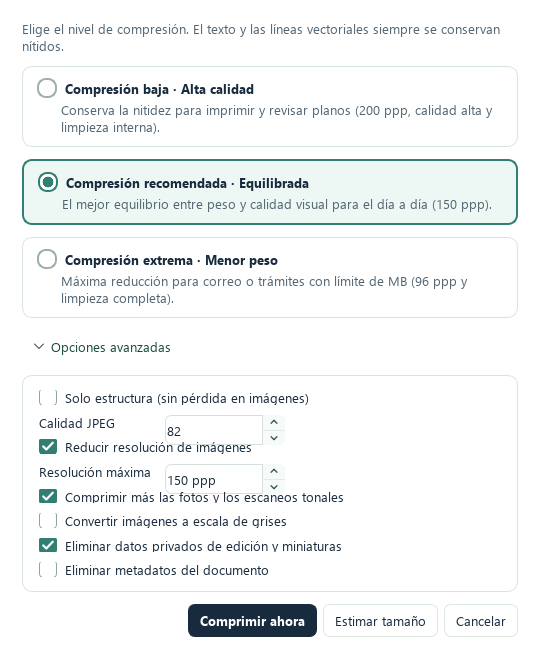 Elige el nivel de compresión. El texto y las líneas vectoriales siempre se conservan
nítidos.
Compresión baja · Alta calidad
Conserva la nitidez para imprimir y revisar planos (200 ppp, calidad alta y
limpieza interna).
Compresión recomendada · Equilibrada
El mejor equilibrio entre peso y calidad visual para el día a día (150 ppp).
Compresión extrema · Menor peso
Máxima reducción para correo o trámites con límite de MB (96 ppp y
limpieza completa).
Opciones avanzadas
Solo estructura (sin pérdida en imágenes)
Calidad JPEG 82
Reducir resolución de imágenes
Resolución máxima 150 ppp
Comprimir más las fotos y los escaneos tonales
Convertir imágenes a escala de grises
Eliminar datos privados de edición y miniaturas
Eliminar metadatos del documento
Comprimir ahora Estimar tamaño Cancelar